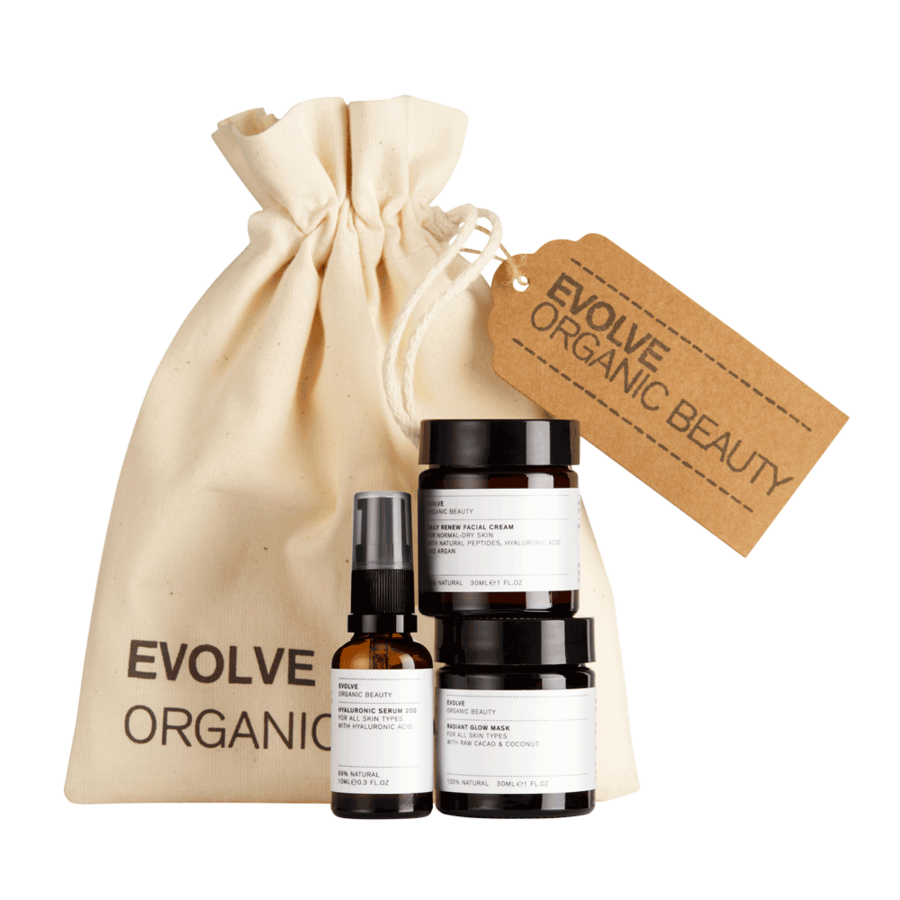 EVOLVE
ORGANIC BEAUTY
EVOLVE
ORGANIC BEAUTY
DAILY RENEW FACIAL CREAM
FOR NORMAL-DRY SKIN
WITH NATURAL PEPTIDES, HYALURONIC ACID
AND ARGAN
NATURAL 30ML℮1 FL.OZ
EVOLVE
ORGANIC
EVOLVE
ORGANIC BEAUTY
HYALURONIC SERUM 200
FOR ALL SKIN TYPES
WITH HYALURONIC ACID
99% NATURAL
10ML℮0.3 FL.OZ
EVOLVE
ORGANIC BEAUTY
RADIANT GLOW MASK
FOR ALL SKIN TYPES
WITH RAW CACAO & COCONUT
100% NATURAL 30ML℮1 FL.OZ